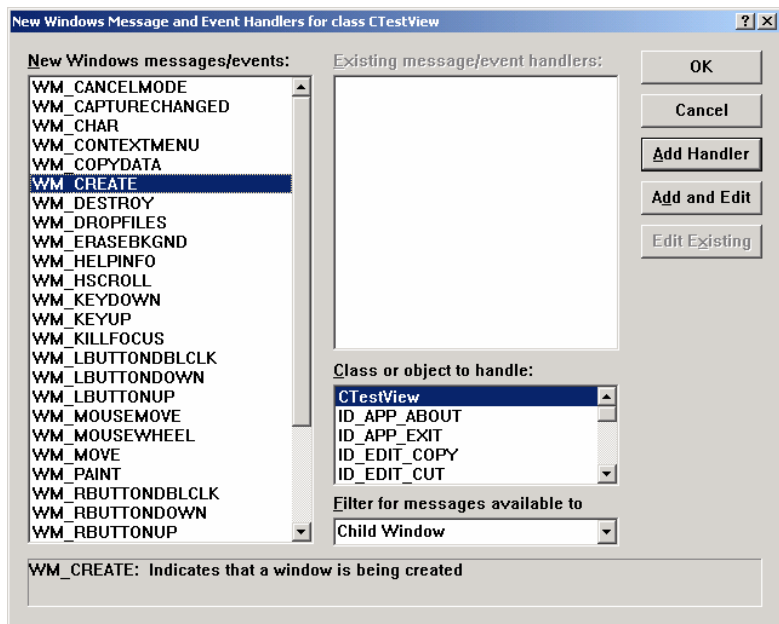 New Windows Message and Event Handlers for class CTestView
New Windows messages/events:
WM_CANCELMODE
WM_CAPTURECHANGED
WM_CHAR
WM_CONTEXTMENU
WM_COPYDATA
WM_CREATE
WM_DESTROY
WM_DROPFILES
WM_ERASEBKGND
WM_HELPINFO
WM_HSCROLL
WM_KEYDOWN
WM_KEYUP
WM_KILLFOCUS
WM_LBUTTONDBLCLK
WM_LBUTTONDOWN
WM_LBUTTONUP
WM_MOUSEMOVE
WM_MOUSEWHEEL
WM_MOVE
WM_PAINT
WM_RBUTTONDBLCLK
WM_RBUTTONDOWN
WM_RBUTTONUP
Existing message/event handlers:
Class or object to handle:
CTestView
ID_APP_ABOUT
ID_APP_EXIT
ID_EDIT_COPY
ID_EDIT_CUT
Filter for messages available to
Child Window
OK
Cancel
Add Handler
Add and Edit
Edit Existing
WM_CREATE: Indicates that a window is being created